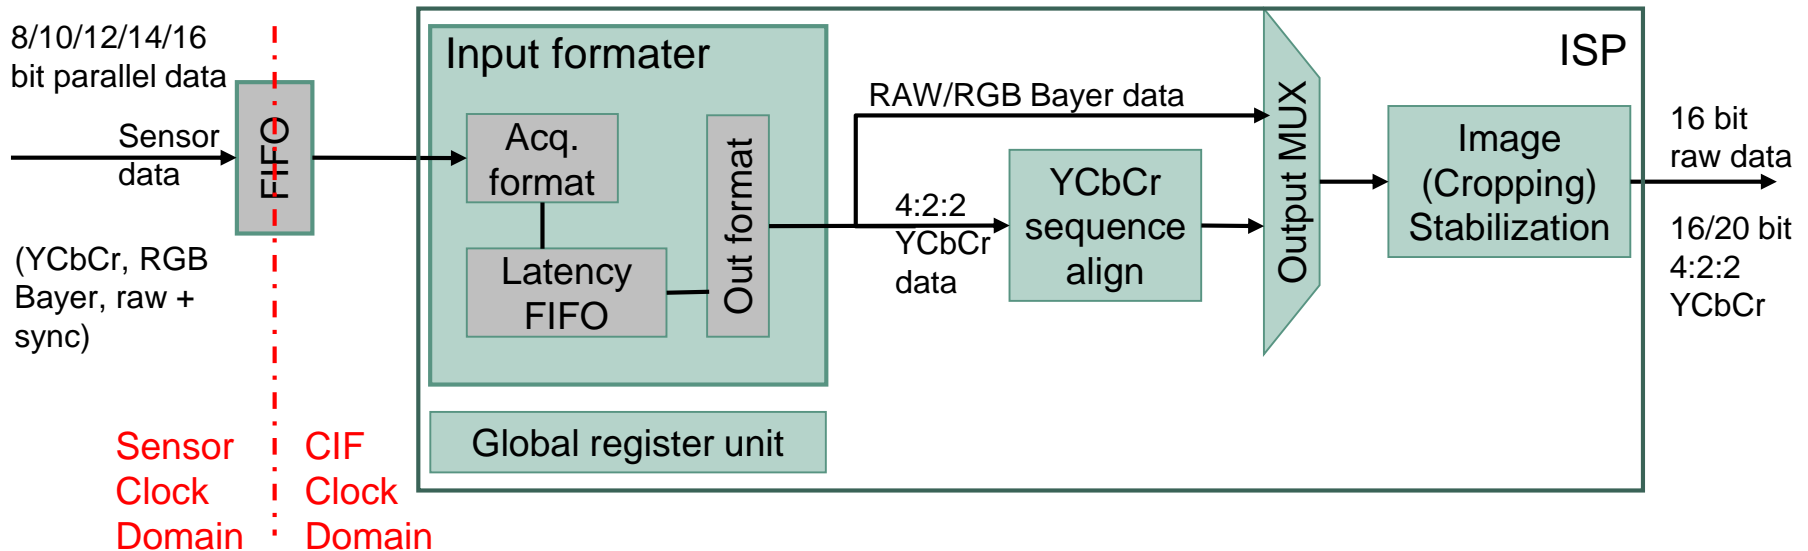 8/10/12/14/16
bit parallel data
Sensor
data
(YCbCr, RGB
Bayer, raw +
sync)
FIFO
Sensor
Clock
Domain
CIF
Clock
Domain
Input formater
Acq.
format
Latency
FIFO
Out format
Global register unit
RAW/RGB Bayer data
4:2:2
YCbCr
data
YCbCr
sequence
align
Output MUX
ISP
Image
(Cropping)
Stabilization
16 bit
raw data
16/20 bit
4:2:2
YCbCr